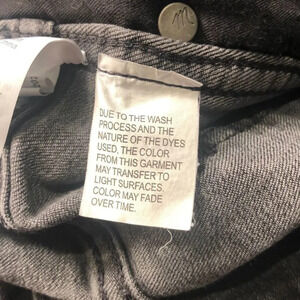 m
DUE TO THE WASH
PROCESS AND THE
NATURE OF THE DYES
USED, THE COLOR
FROM THIS GARMENT
MAY TRANSFER TO
LIGHT SURFACES.
COLOR MAY FADE
OVER TIME.